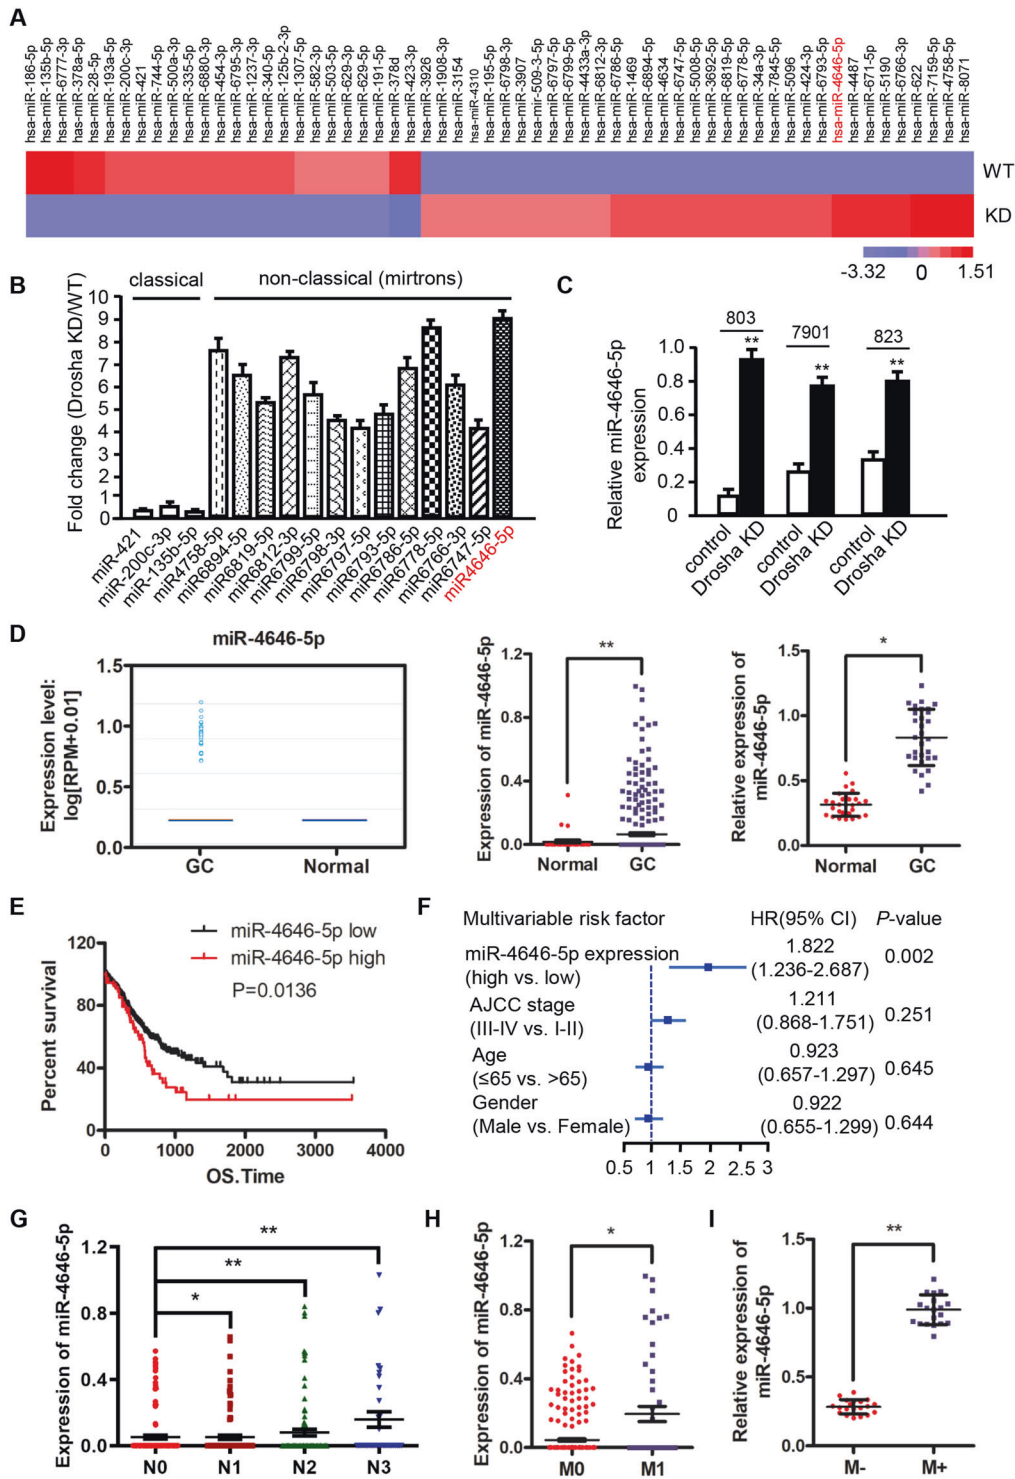 A
hsa-miR-186-5p
hsa-miR-135b-5p
hsa-miR-6777-3p
has-miR-378a-5p
hsa-miR-28-5p
hsa-miR-193a-5p
hsa-miR-200c-3p
hsa-miR-421
hsa-miR-744-5p
hsa-miR-500a-3p
hsa-miR-335-5p
hsa-miR-6880-3p
hsa-miR-454-3p
hsa-miR-6795-3p
hsa-miR-1237-3p
hsa-miR-340-5p
hsa-miR-125b-2-3p
hsa-miR-1307-5p
hsa-miR-582-3p
hsa-miR-503-5p
hsa-miR-629-3p
hsa-miR-629-5p
hsa-miR-191-5p
hsa-miR-378d
hsa-miR-423-3p
hsa-miR-3926
hsa-miR-1908-3p
hsa-miR-3154
hsa-miR-4310
hsa-miR-195-5p
hsa-miR-6798-3p
hsa-miR-3907
hsa-mir-509-3-5p
hsa-miR-6797-5p
hsa-miR-6799-5p
hsa-miR-4433a-3p
hsa-miR-6812-3p
hsa-miR-6786-5p
hsa-miR-1469
hsa-miR-6894-5p
hsa-miR-4634
hsa-miR-6747-5p
hsa-miR-5008-5p
hsa-miR-3692-5p
hsa-miR-6819-5p
hsa-miR-6778-5p
hsa-miR-34a-3p
hsa-miR-7845-5p
hsa-miR-5096
hsa-miR-424-3p
hsa-miR-6793-5p
hsa-miR-4646-5p
hsa-miR-4487
hsa-miR-6711-5p
hsa-miR-5190
hsa-miR-6766-3p
hsa-miR-622
hsa-miR-7159-5p
hsa-miR-4758-5p
hsa-miR-8071
WT
KD
-3.32 0 1.51
B
classical non-classical (mirtrons)
Fold change (Drosha KD/WT)
10
9
8
7
6
5
4
3
2
1
0
miR-421
miR-200c-3p
miR-135b-5p
miR4758-5p
miR6894-5p
miR6819-5p
miR6812-3p
miR6799-5p
miR6798-3p
miR6797-5p
miR6793-5p
miR6786-5p
miR6778-5p
miR6766-3p
miR6747-5p
miR4646-5p
C
Relative miR-4646-5p
expression
1.0
0.8
0.6
0.4
0.2
0
803
**
7901
**
823
**
control
Drosha KD
control
Drosha KD
control
Drosha KD
D
miR-4646-5p
Expression level:
log[RPM+0.01]
1.5
1.0
0.5
0.0
GC Normal
Expression of miR-4646-5p
1.2
0.8
0.4
0.0
**
Normal GC
Relative expression of
miR-4646-5p
1.5
1.0
0.5
0.0
*
Normal GC
E
Percent survival
120
80
40
0
miR-4646-5p low
miR-4646-5p high
P=0.0136
0 1000 2000 3000 4000
OS.Time
F
Multivariable risk factor HR(95% CI) P-value
miR-4646-5p expression
(high vs. low)
1.822
(1.236-2.687)
0.002
AJCC stage
(III-IV vs. I-II)
1.211
(0.868-1.751)
0.251
Age
(≤65 vs. >65)
0.923
(0.657-1.297)
0.645
Gender
(Male vs. Female)
0.922
(0.655-1.299)
0.644
0.5 1 1.5 2 2.5 3
G
Expression of miR-4646-5p
1.2
0.8
0.4
0.0
**
**
*
N0 N1 N2 N3
H
Expression of miR-4646-5p
1.2
0.8
0.4
0.0
*
M0 M1
I
Relative expression of
miR-4646-5p
1.5
1.0
0.5
0.0
**
M- M+